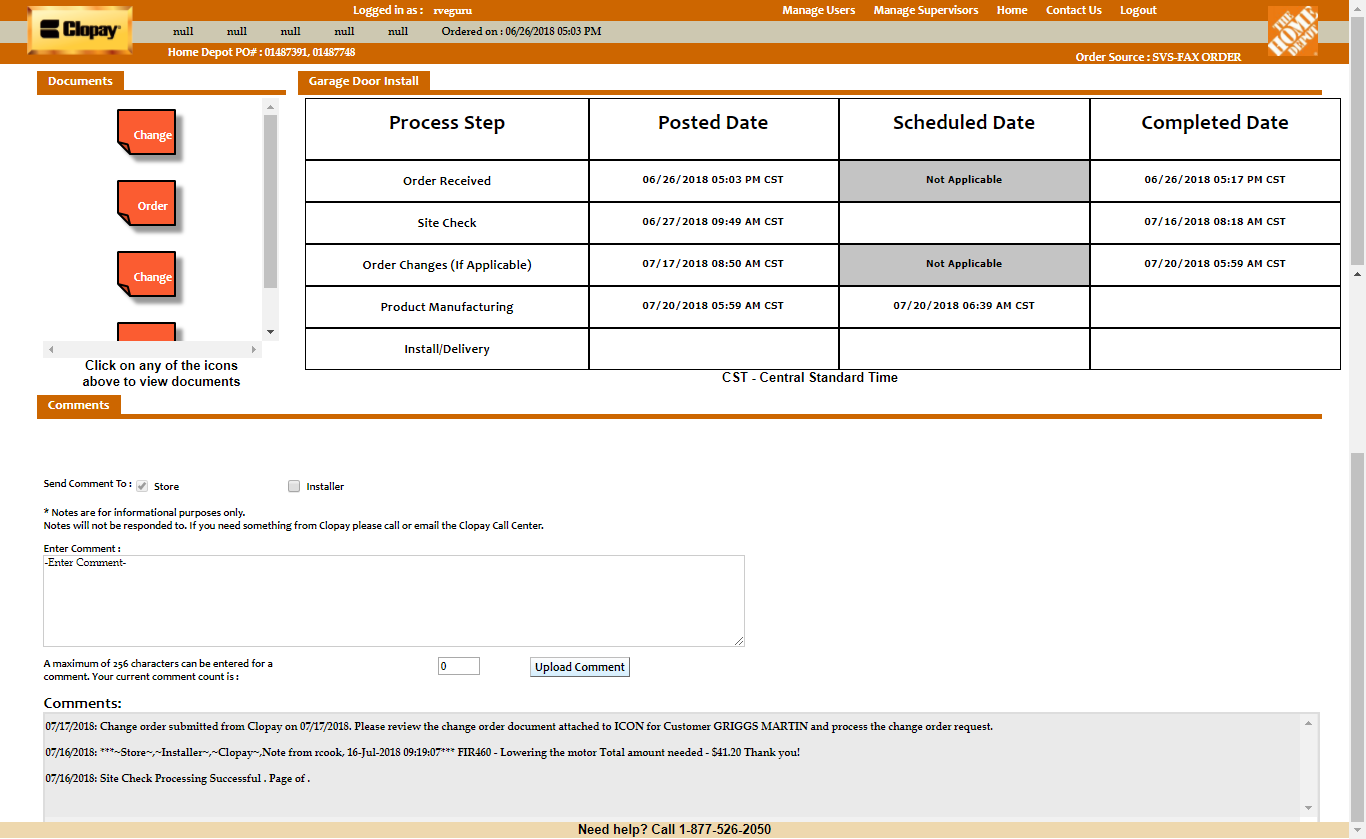 Clopay
Logged in as : rveguru
Manage Users Manage Supervisors Home Contact Us Logout
null null null null null Ordered on : 06/26/2018 05:03 PM
THE HOME DEPOT
Home Depot PO# : 01487391, 01487748
Order Source : SVS-FAX ORDER
Documents
Change
Order
Change
Click on any of the icons
above to view documents
Garage Door Install
Process Step Posted Date Scheduled Date Completed Date
Order Received 06/26/2018 05:03 PM CST Not Applicable 06/26/2018 05:17 PM CST
Site Check 06/27/2018 09:49 AM CST 07/16/2018 08:18 AM CST
Order Changes (If Applicable) 07/17/2018 08:50 AM CST Not Applicable 07/20/2018 05:59 AM CST
Product Manufacturing 07/20/2018 05:59 AM CST 07/20/2018 06:39 AM CST
Install/Delivery
CST - Central Standard Time
Comments
Send Comment To : Store Installer
* Notes are for informational purposes only.
Notes will not be responded to. If you need something from Clopay please call or email the Clopay Call Center.
Enter Comment :
-Enter Comment-
A maximum of 256 characters can be entered for a
comment. Your current comment count is :
0
Upload Comment
Comments:
07/17/2018: Change order submitted from Clopay on 07/17/2018. Please review the change order document attached to ICON for Customer GRIGGS MARTIN and process the change order request.
07/16/2018: ***~Store~,~Installer~,~Clopay~,Note from rcook, 16-Jul-2018 09:19:07*** FIR460 - Lowering the motor Total amount needed - $41.20 Thank you!
07/16/2018: Site Check Processing Successful . Page of .
Need help? Call 1-877-526-2050